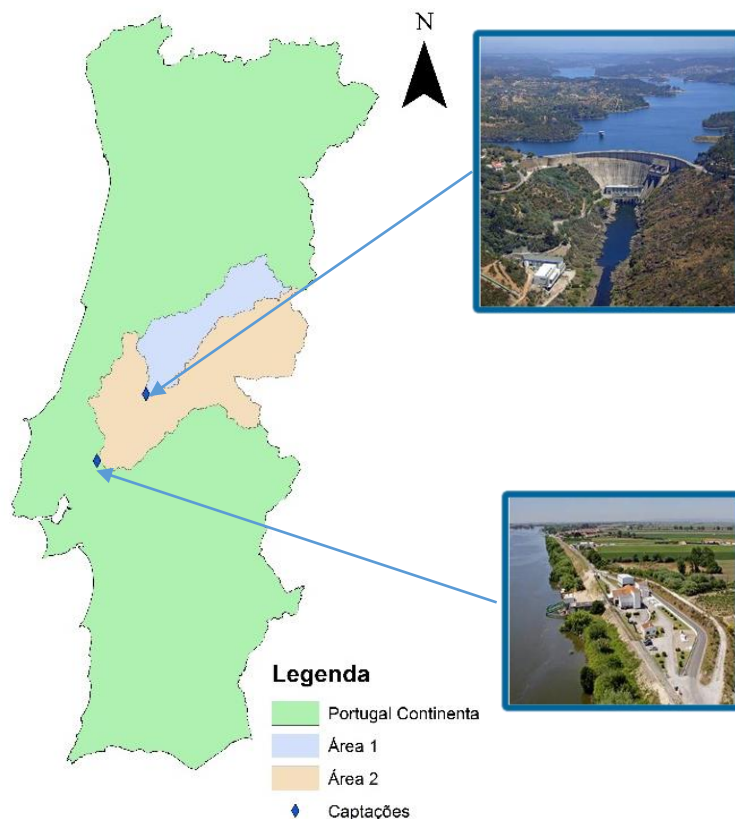 N
Legenda
Portugal Continenta
Área 1
Área 2
Captações